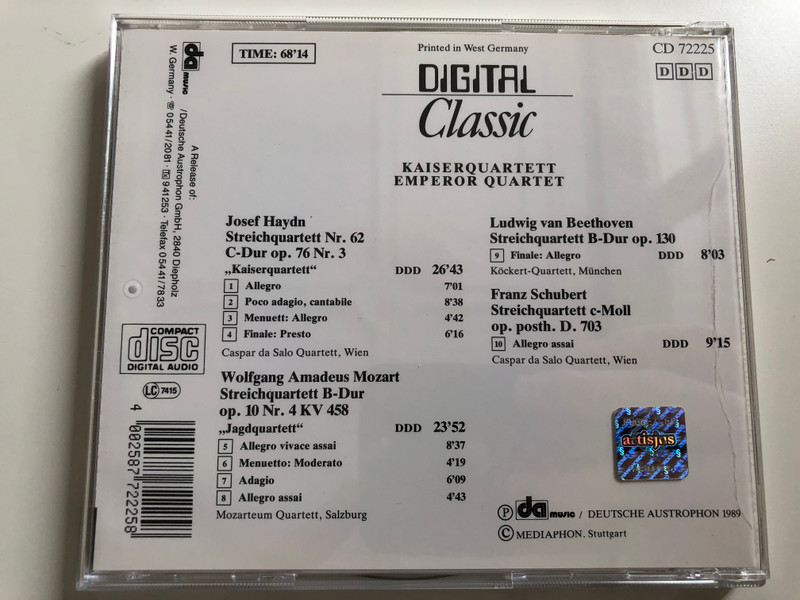 TIME: 68'14
Printed in West Germany
CD 72225
D D D
DIGITAL
Classic
KAISERQUARTETT
EMPEROR QUARTET
Josef Haydn
Streichquartett Nr. 62
C-Dur op. 76 Nr. 3
„Kaiserquartett“ DDD 26'43
1 Allegro 7'01
2 Poco adagio, cantabile 8'38
3 Menuett: Allegro 4'42
4 Finale: Presto 6'16
Caspar da Salo Quartett, Wien
Wolfgang Amadeus Mozart
Streichquartett B-Dur
op. 10 Nr. 4 KV 458
„Jagdquartett“ DDD 23'52
5 Allegro vivace assai 8'37
6 Menuetto: Moderato 4'19
7 Adagio 6'09
8 Allegro assai 4'43
Mozarteum Quartett, Salzburg
Ludwig van Beethoven
Streichquartett B-Dur op. 130
9 Finale: Allegro DDD 8'03
Köckert-Quartett, München
Franz Schubert
Streichquartett c-Moll
op. posth. D. 703
10 Allegro assai DDD 9'15
Caspar da Salo Quartett, Wien
artisjus
Ⓟ da music / DEUTSCHE AUSTROPHON 1989
© MEDIAPHON, Stuttgart
A Release of:
da music /Deutsche Austrophon GmbH, 2840 Diepholz
W. Germany · ☏ 05441/2081 · Tx 941253 · Telefax 05441/7833
COMPACT
disc
DIGITAL AUDIO
LC 7415
4 002587 722258